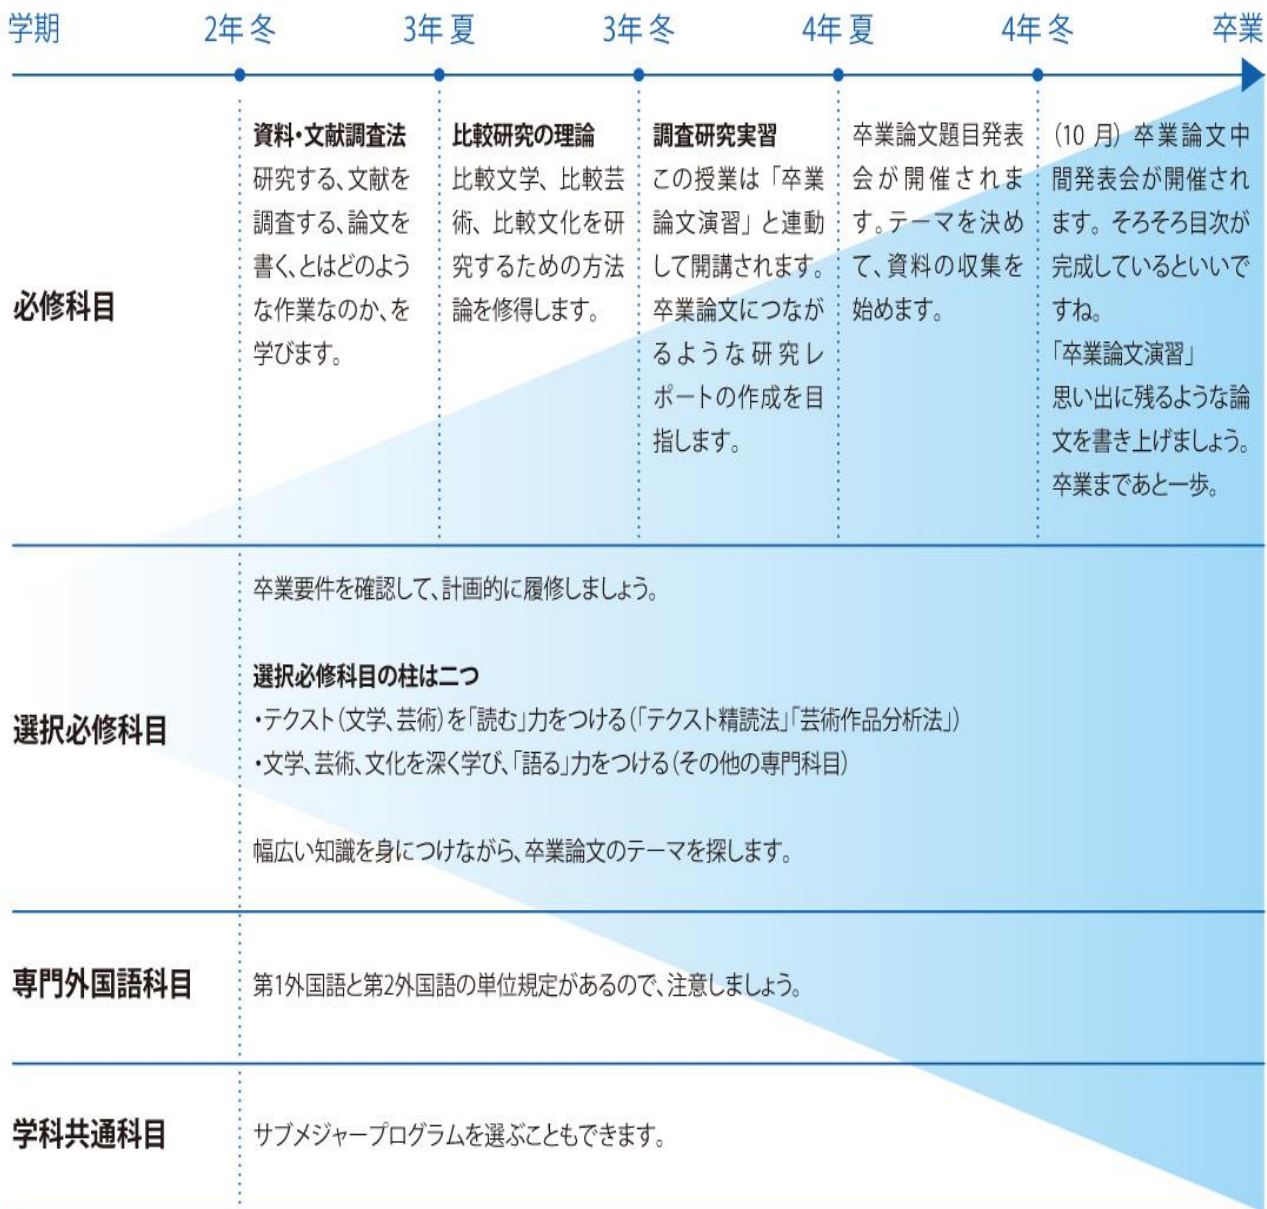 学期
2年 冬
3年 夏
3年 冬
4年 夏
4年 冬
卒業
必修科目
資料・文献調査法
研究する、文献を
調査する、論文を
書く、とはどのよう
な作業なのか、を
学びます。
比較研究の理論
比較文学、比較芸
術、比較文化を研
究するための方法
論を修得します。
調査研究実習
この授業は「卒業
論文演習」と連動
して開講されます。
卒業論文につなが
るような研究レ
ポートの作成を目
指します。
卒業論文題目発表
会が開催されま
す。テーマを決め
て、資料の収集を
始めます。
(10 月) 卒業論文中
間発表会が開催され
ます。そろそろ目次が
完成しているといいで
すね。
「卒業論文演習」
思い出に残るような論
文を書き上げましょう。
卒業まであと一歩。
選択必修科目
卒業要件を確認して、計画的に履修しましょう。
選択必修科目の柱は二つ
・テクスト(文学、芸術)を「読む」力をつける(「テクスト精読法」「芸術作品分析法」)
・文学、芸術、文化を深く学び、「語る」力をつける(その他の専門科目)
幅広い知識を身につけながら、卒業論文のテーマを探します。
専門外国語科目
第1外国語と第2外国語の単位規定があるので、注意しましょう。
学科共通科目
サブメジャープログラムを選ぶこともできます。